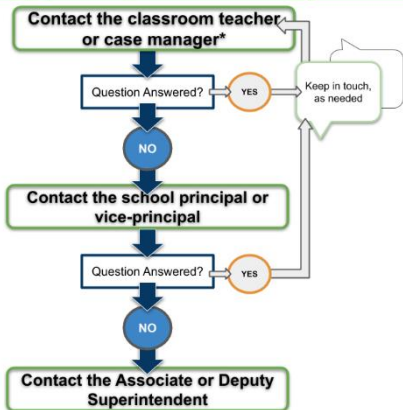 Contact the classroom teacher
or case manager*
Question Answered?
YES
Keep in touch,
as needed
NO
Contact the school principal or
vice-principal
Question Answered?
YES
NO
Contact the Associate or Deputy
Superintendent